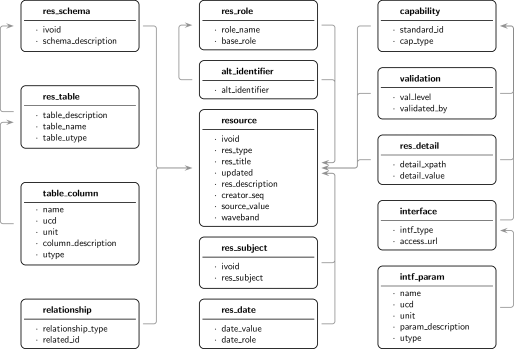 res_schema
· ivoid
· schema_description
res_table
· table_description
· table_name
· table_utype
table_column
· name
· ucd
· unit
· column_description
· utype
relationship
· relationship_type
· related_id
res_role
· role_name
· base_role
alt_identifier
· alt_identifier
resource
· ivoid
· res_type
· res_title
· updated
· res_description
· creator_seq
· source_value
· waveband
res_subject
· ivoid
· res_subject
res_date
· date_value
· date_role
capability
· standard_id
· cap_type
validation
· val_level
· validated_by
res_detail
· detail_xpath
· detail_value
interface
· intf_type
· access_url
intf_param
· name
· ucd
· unit
· param_description
· utype